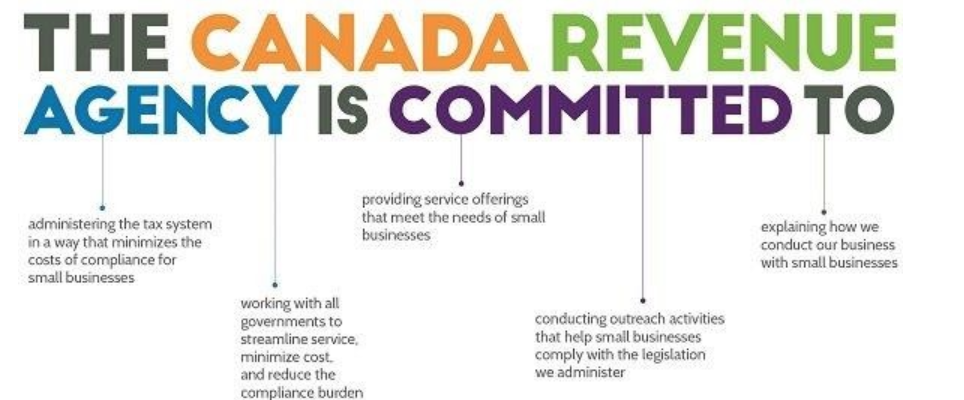 THE CANADA REVENUE
AGENCY IS COMMITTED TO
administering the tax system
in a way that minimizes the
costs of compliance for
small businesses
working with all
governments to
streamline service,
minimize cost,
and reduce the
compliance burden
providing service offerings
that meet the needs of small
businesses
conducting outreach activities
that help small businesses
comply with the legislation
we administer
explaining how we
conduct our business
with small businesses